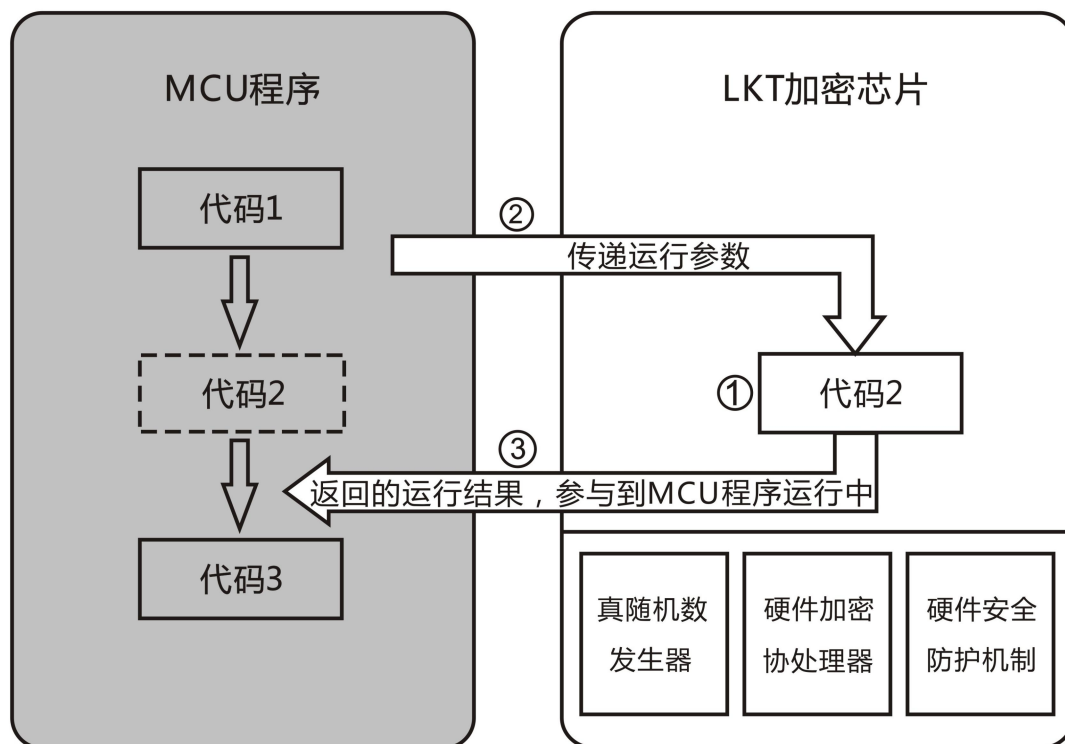 MCU程序
代码1
代码2
代码3
LKT加密芯片
②
传递运行参数
①
代码2
③
返回的运行结果，参与到MCU程序运行中
真随机数
发生器
硬件加密
协处理器
硬件安全
防护机制